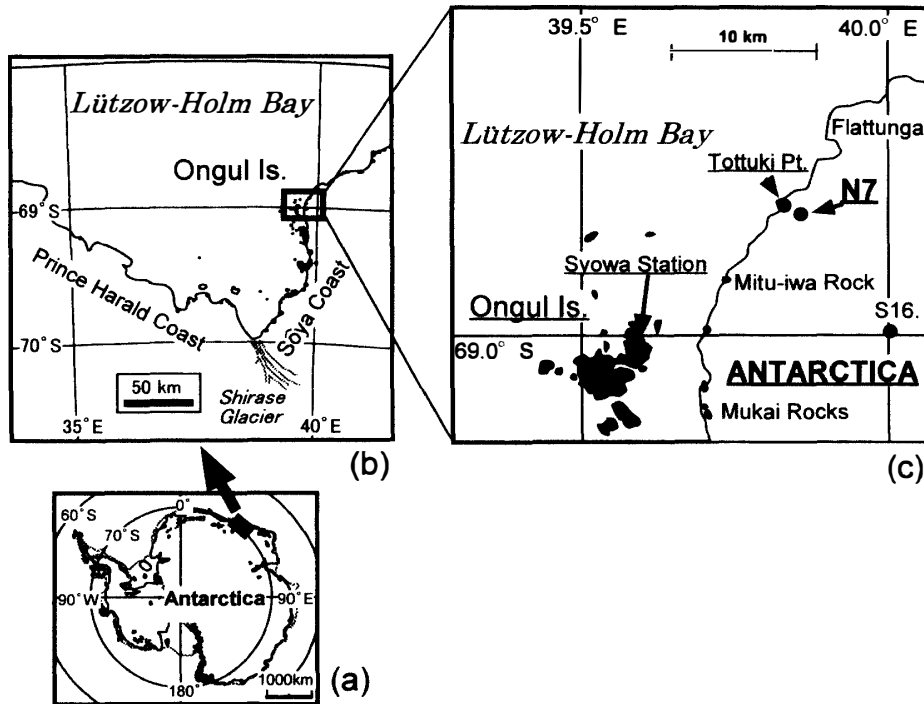 Lützow-Holm Bay
Ongul Is.
69°S
Prince Harald Coast
Sôya Coast
70°S
50 km
Shirase
Glacier
35°E
40°E
(b)
39.5° E
40.0° E
10 km
Lützow-Holm Bay
Flattunga
Tottuki Pt.
N7
Syowa Station
Mitu-iwa Rock
Ongul Is.
S16.
69.0° S
ANTARCTICA
Mukai Rocks
(c)
60°S
0°
70°S
90°W
Antarctica
90°E
180°
1000km
(a)